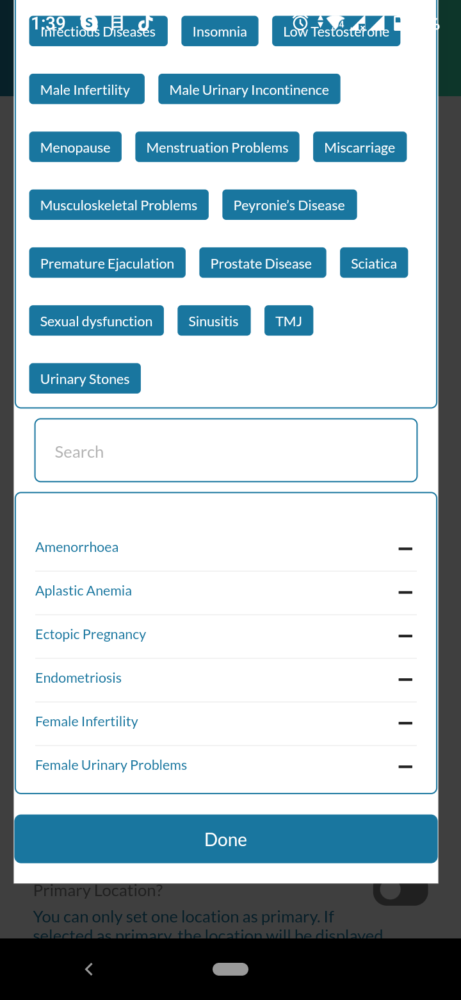 1:39
Infectious Diseases Insomnia Low Testosterone
Male Infertility Male Urinary Incontinence
Menopause Menstruation Problems Miscarriage
Musculoskeletal Problems Peyronie's Disease
Premature Ejaculation Prostate Disease Sciatica
Sexual dysfunction Sinusitis TMJ
Urinary Stones
Search
Amenorrhoea
Aplastic Anemia
Ectopic Pregnancy
Endometriosis
Female Infertility
Female Urinary Problems
Done
Primary Location?
You can only set one location as primary. If
selected as primary, the location will be displayed